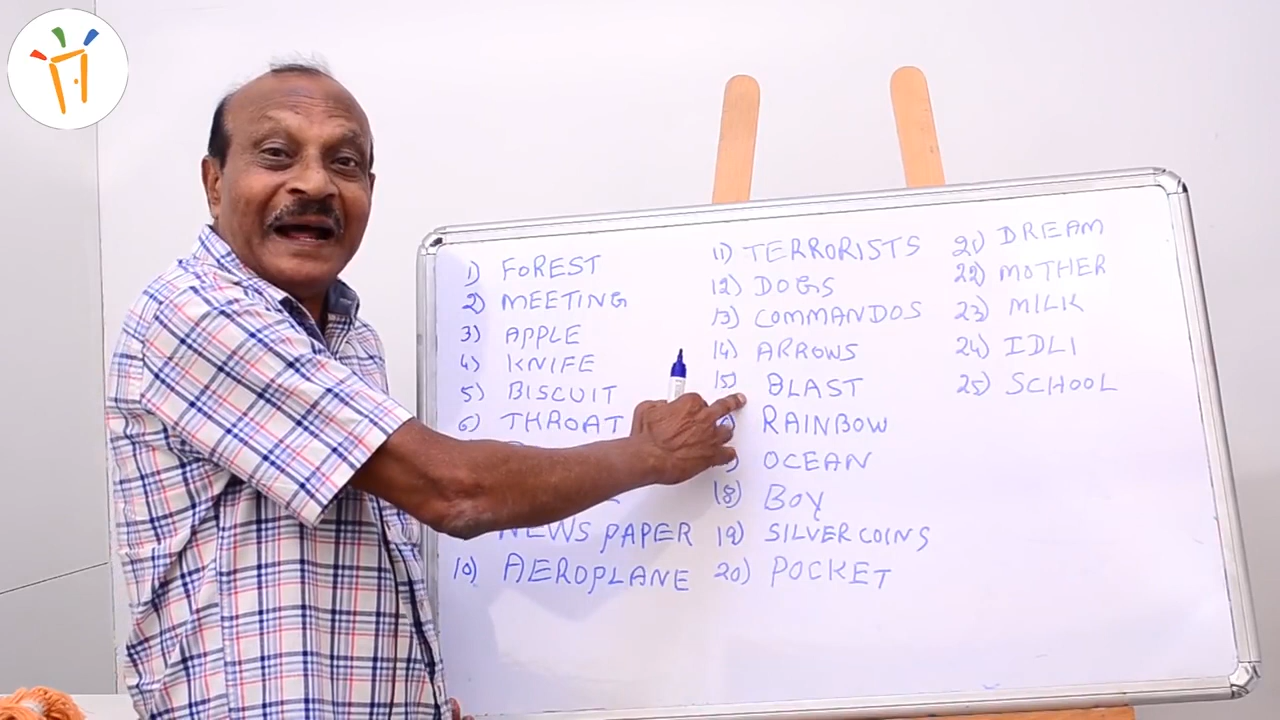 1) FOREST
2) MEETING
3) APPLE
4) KNIFE
5) BISCUIT
6) THROAT
NEWS PAPER
10) AEROPLANE
11) TERRORISTS
12) DOGS
13) COMMANDOS
14) ARROWS
15) BLAST
RAINBOW
OCEAN
18) BOY
19) SILVER COINS
20) POCKET
21) DREAM
22) MOTHER
23) MILK
24) IDLI
25) SCHOOL